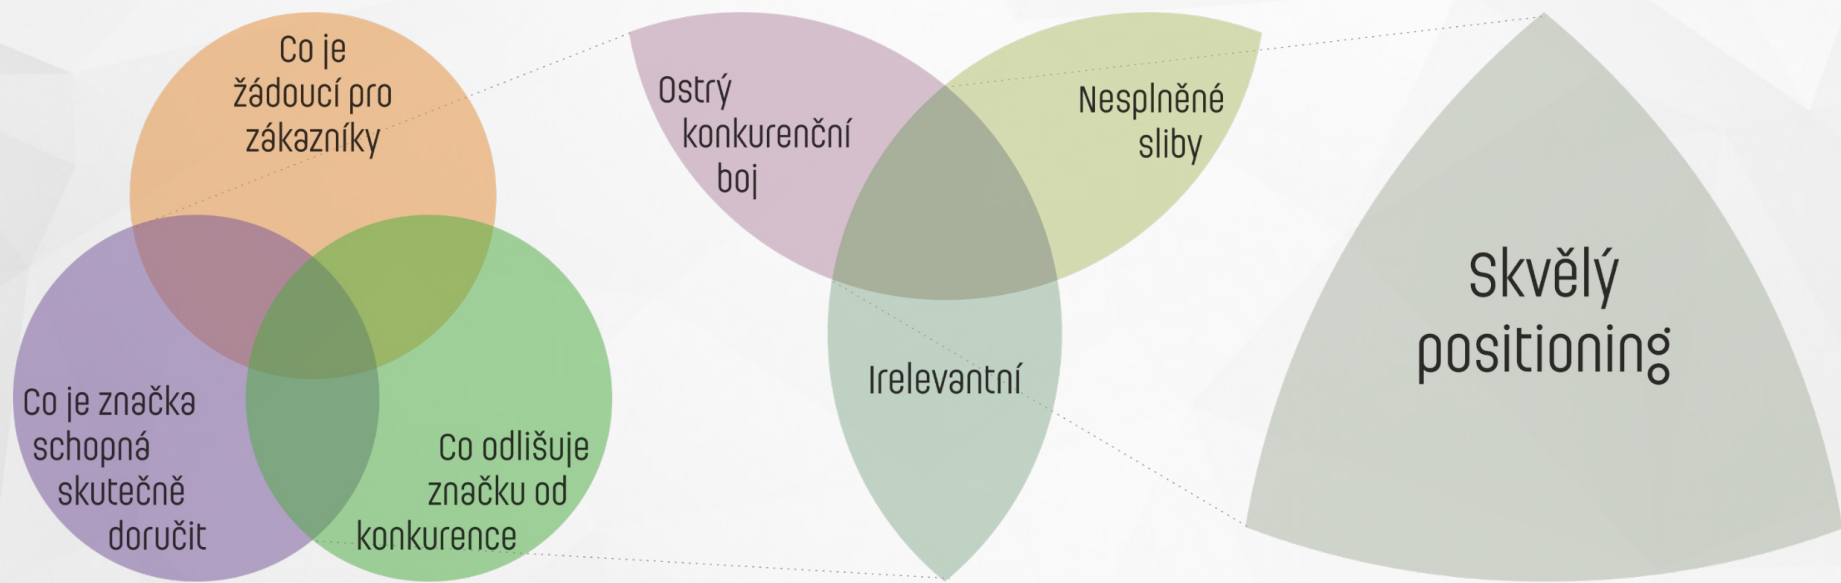 Co je
žádoucí pro
zákazníky
Co je značka
schopná
skutečně
doručit
Co odlišuje
značku od
konkurence
Ostrý
konkurenční
boj
Nesplněné
sliby
Irelevantní
Skvělý
positioning